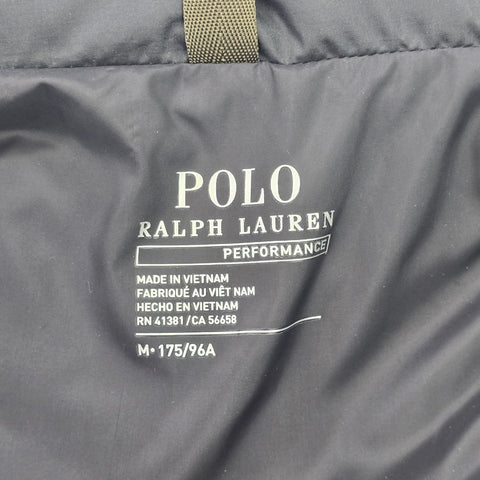 POLO
RALPH LAUREN
PERFORMANCE
MADE IN VIETNAM
FABRIQUÉ AU VIÊT NAM
HECHO EN VIETNAM
RN 41381/CA 56658
M•175/96A